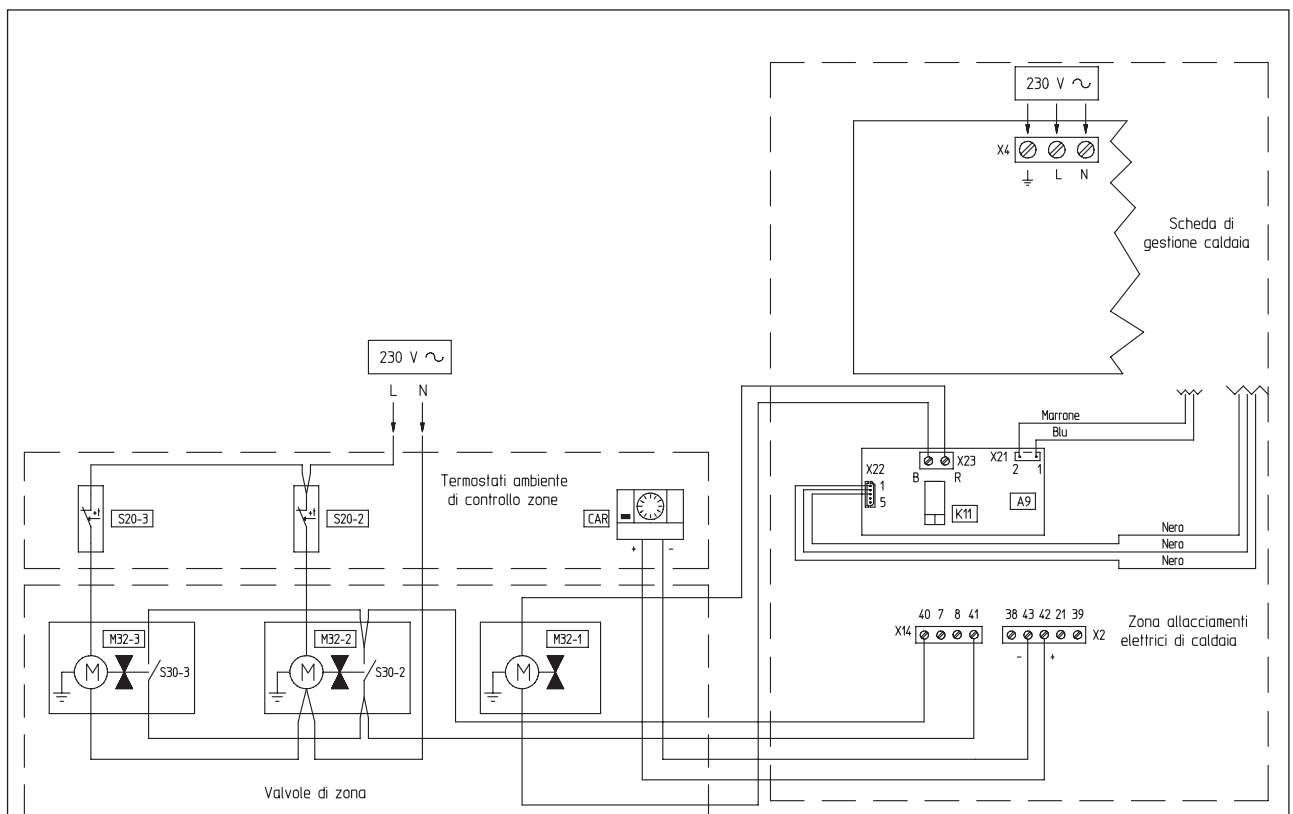 230 V
X4
L N
Scheda di
gestione caldaia
230 V
L N
Marrone
Blu
X21
2 1
X22
1
5
X23
B R
K11
A9
Nero
Nero
Nero
Termostati ambiente
di controllo zone
S20-3
S20-2
CAR
+ -
M32-3
S30-3
M
M32-2
S30-2
M
M32-1
M
40 7 8 41
X14
38 43 42 21 39
X2
- +
Zona allacciamenti
elettrici di caldaia
Valvole di zona
+t
+t